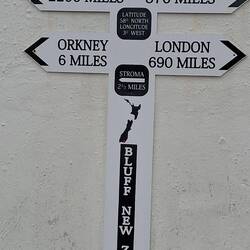 MILES
MILES
LATITUDE
58° NORTH
LONGITUDE
3° WEST
ORKNEY
6 MILES
LONDON
690 MILES
STROMA
2½ MILES
BLUFF NEW